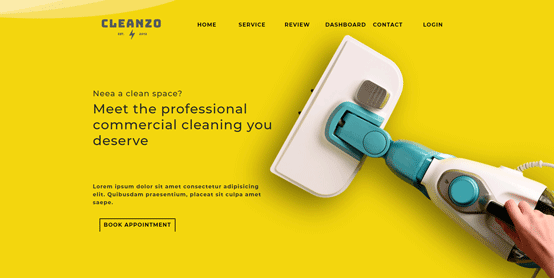 CLEANZO
EST. 2010
HOME SERVICE REVIEW DASHBOARD CONTACT LOGIN
Neea a clean space?
Meet the professional
commercial cleaning you
deserve
Lorem ipsum dolor sit amet consectetur adipisicing
elit. Quibusdam praesentium, placeat sit culpa amet
saepe.
BOOK APPOINTMENT